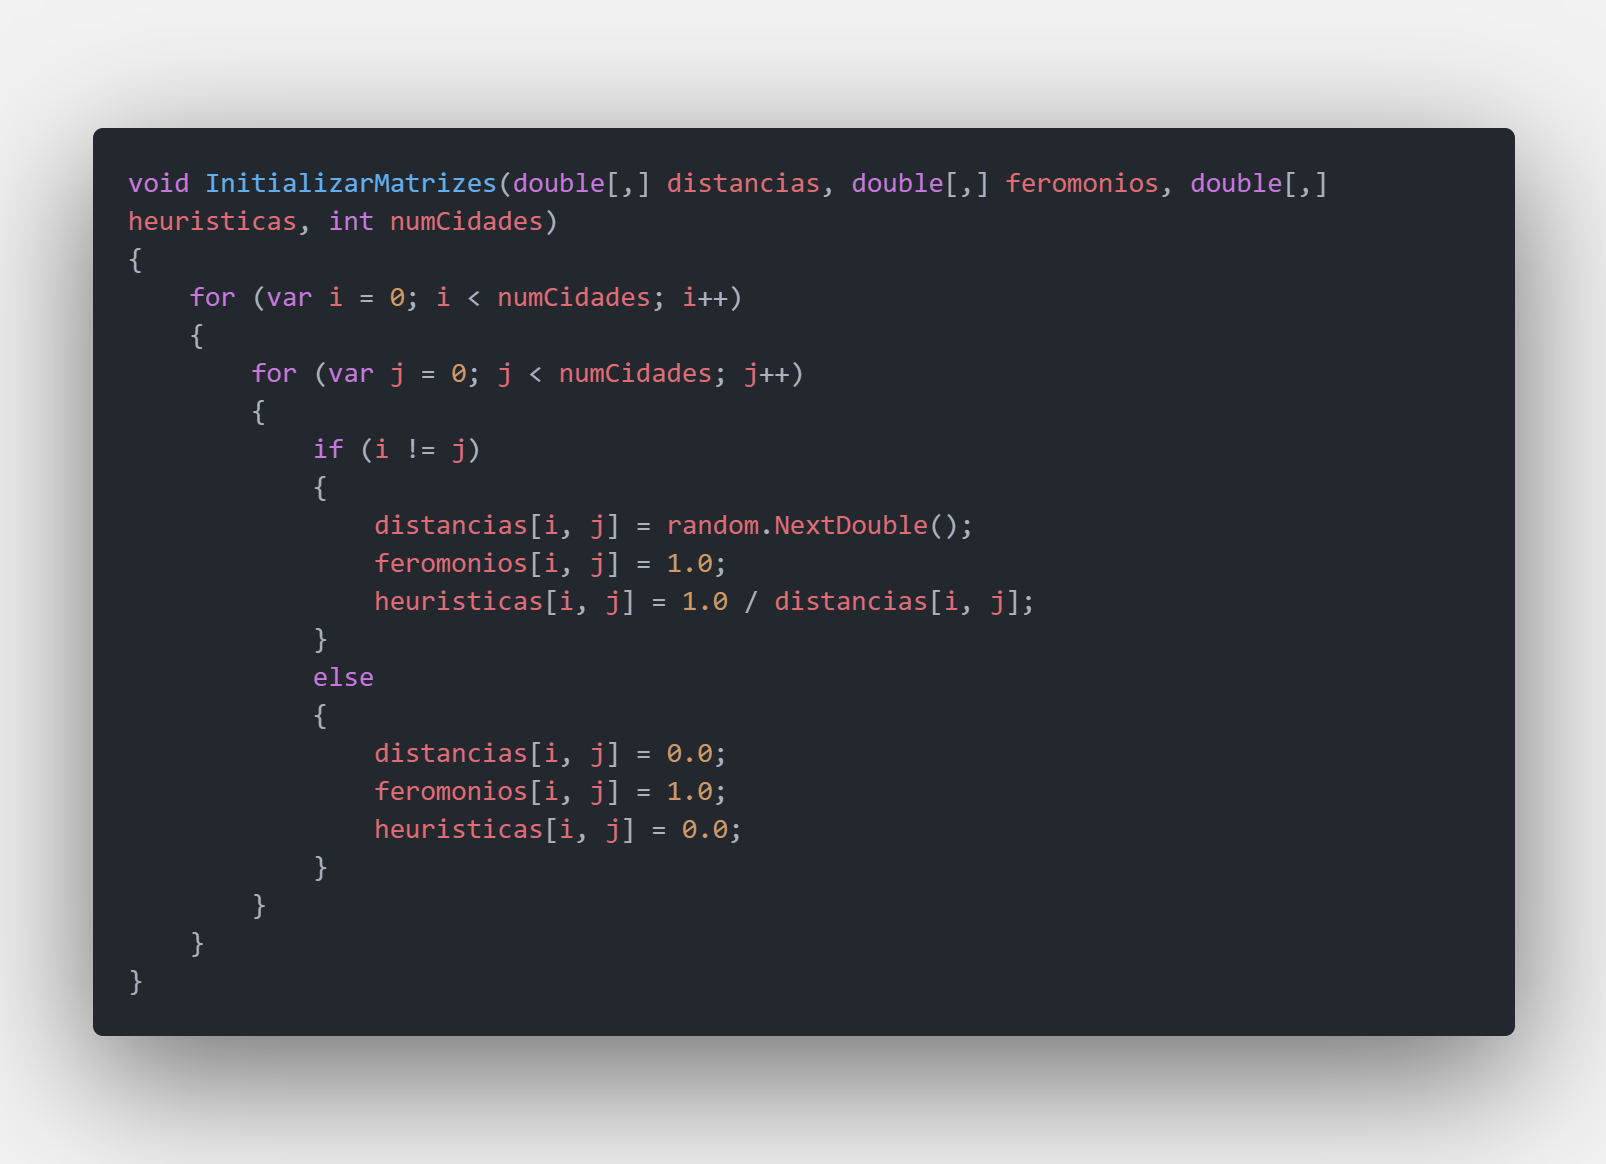 void InitializarMatrizes(double[,] distancias, double[,] feromonios, double[,]
heuristicas, int numCidades)
{
    for (var i = 0; i < numCidades; i++)
    {
        for (var j = 0; j < numCidades; j++)
        {
            if (i != j)
            {
                distancias[i, j] = random.NextDouble();
                feromonios[i, j] = 1.0;
                heuristicas[i, j] = 1.0 / distancias[i, j];
            }
            else
            {
                distancias[i, j] = 0.0;
                feromonios[i, j] = 1.0;
                heuristicas[i, j] = 0.0;
            }
        }
    }
}